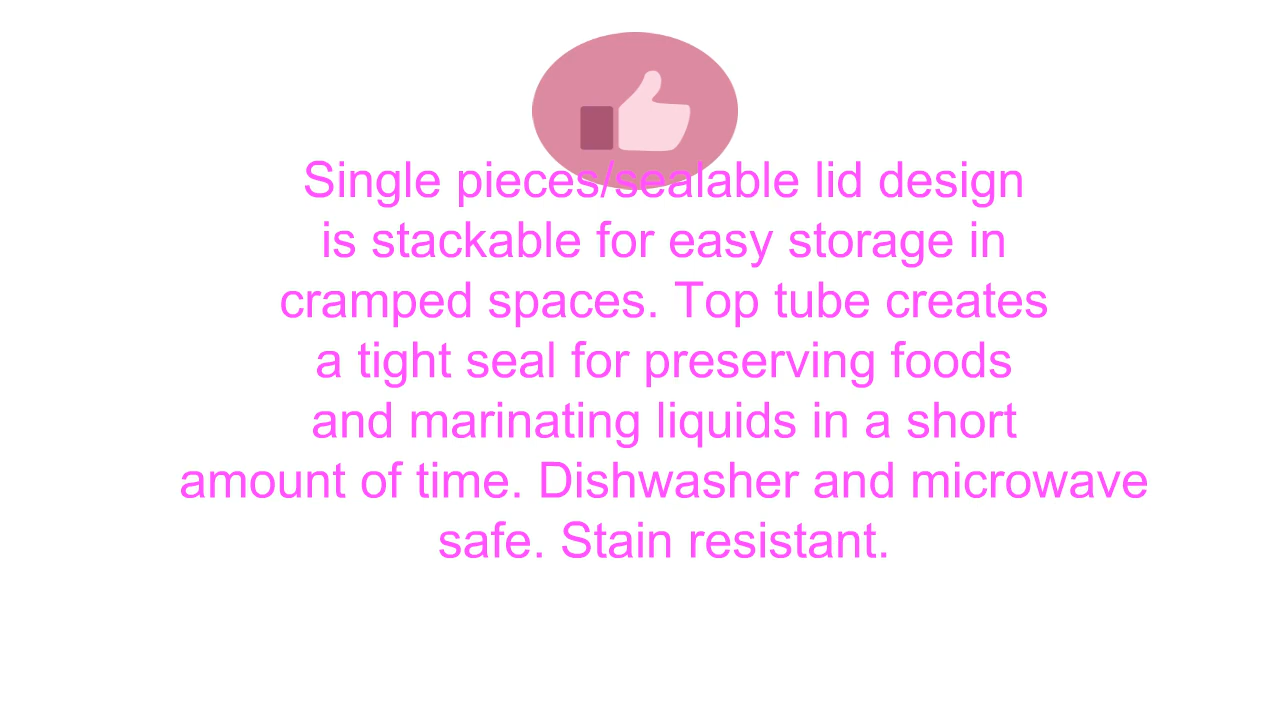 Single pieces/sealable lid design
is stackable for easy storage in
cramped spaces. Top tube creates
a tight seal for preserving foods
and marinating liquids in a short
amount of time. Dishwasher and microwave
safe. Stain resistant.